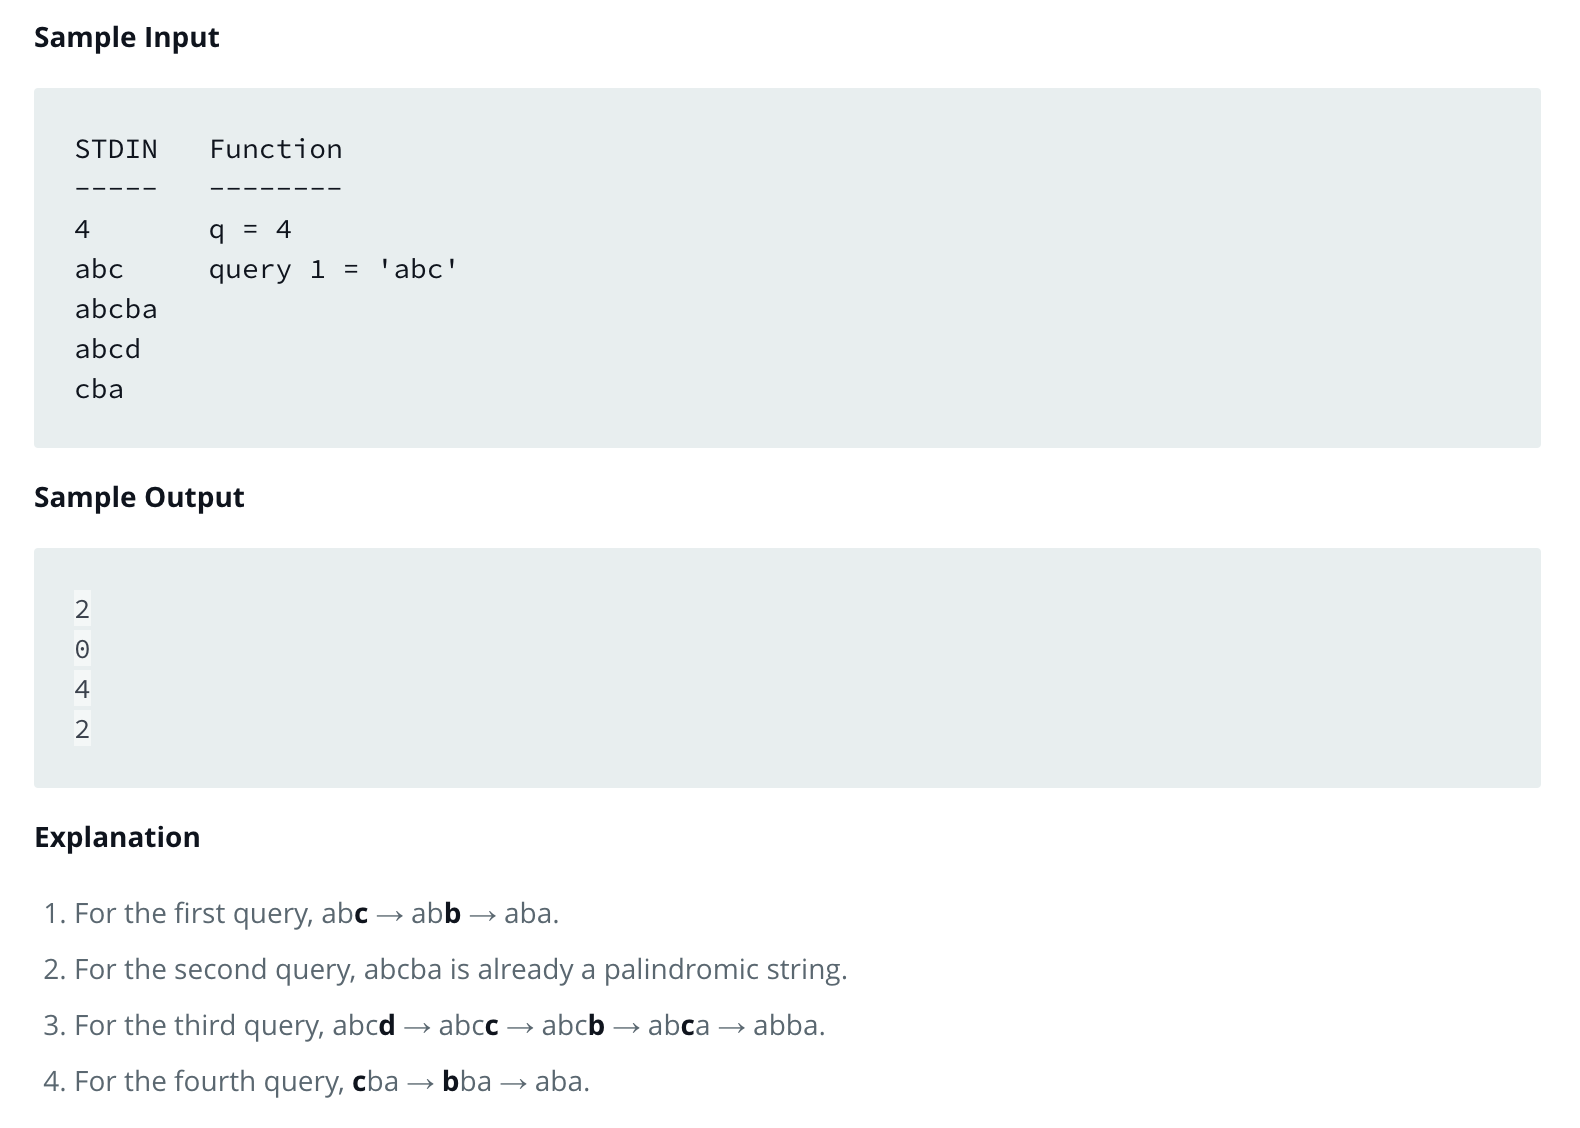 Sample Input
STDIN   Function
-----   --------
4       q = 4
abc     query 1 = 'abc'
abcba
abcd
cba
Sample Output
2
0
4
2
Explanation
1. For the first query, abc → abb → aba.
2. For the second query, abcba is already a palindromic string.
3. For the third query, abcd → abcc → abcb → abca → abba.
4. For the fourth query, cba → bba → aba.